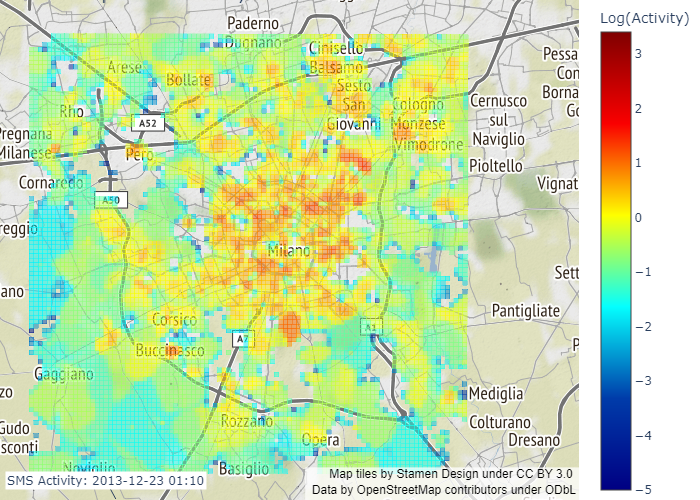 Paderno
Dugnano
Log(Activity)
Cinisello
Balsamo
Arese
Bollate
Sesto
San
Giovanni
Rho
A52
Cologno
Monzese
Cernusco
sul
Naviglio
Pessa
Con
Borna
Go
Pregnana
Milanese
Pero
Vimodrone
Pioltello
Cornaredo
A50
Vignat
reggio
Milano
Sett
ano
Pantigliate
Corsico
A7
A1
Buccinasco
P
Gaggiano
zo
Mediglia
Gudo
sconti
Rozzano
Colturano
Dresano
Opera
Noviglio
Basiglio
SMS Activity: 2013-12-23 01:10
Map tiles by Stamen Design under CC BY 3.0
Data by OpenStreetMap contributors under ODbL
3
2
1
0
−1
−2
−3
−4
−5